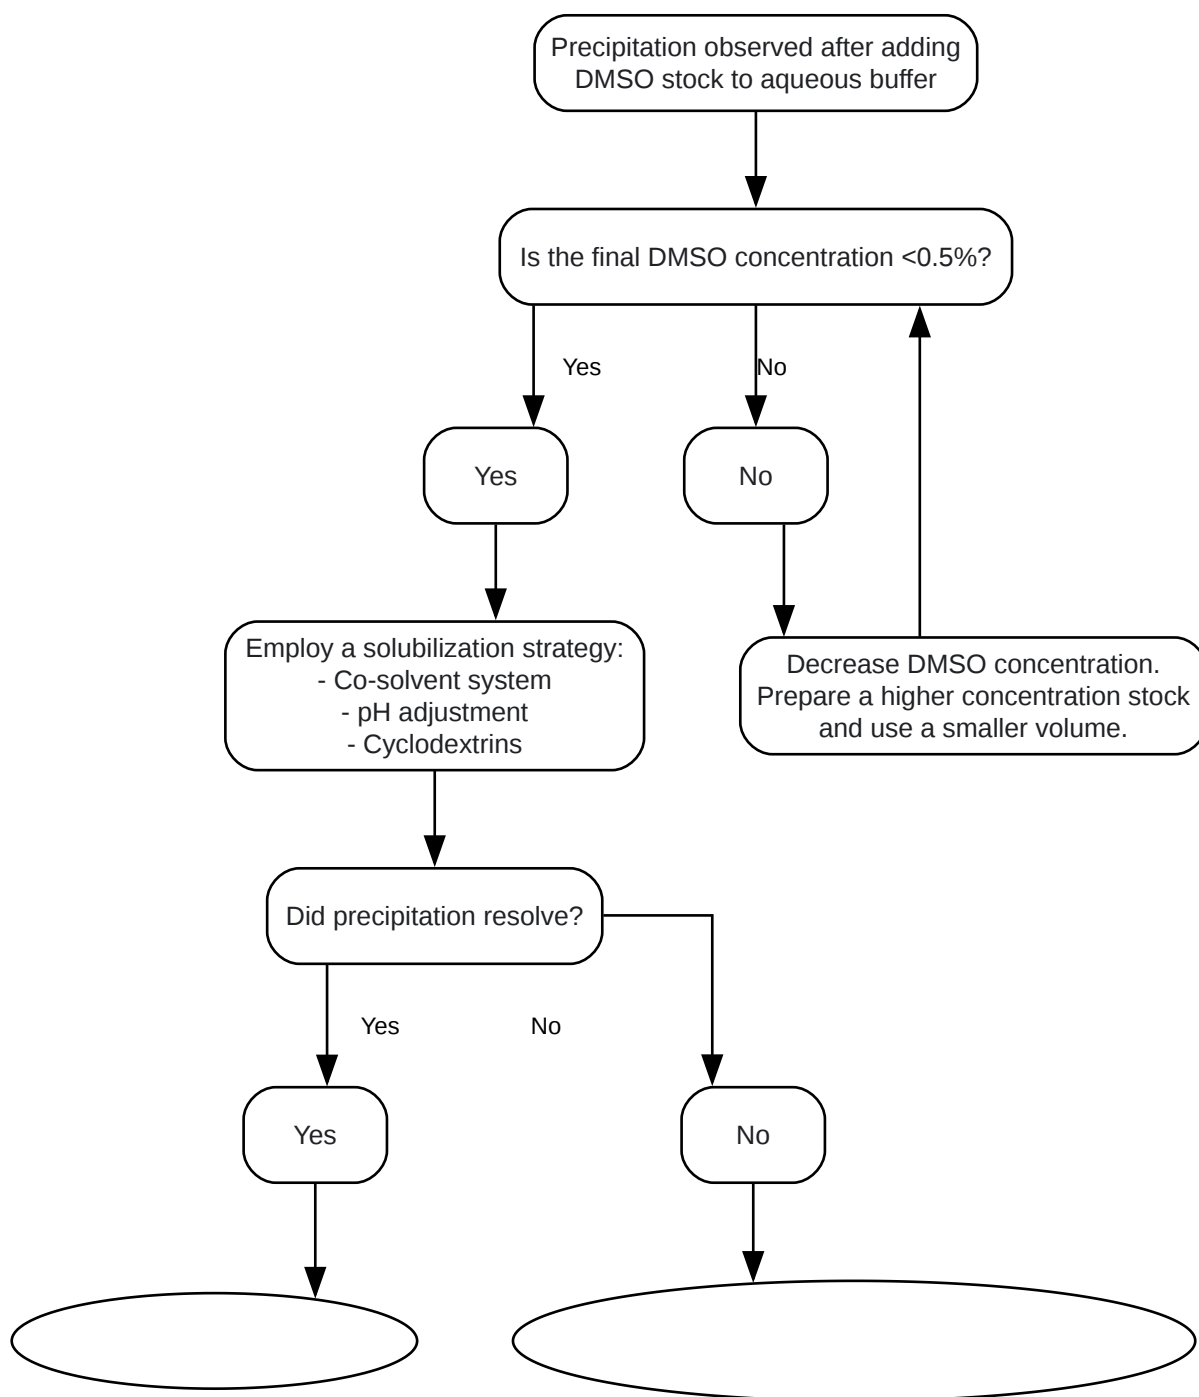 Precipitation observed after adding
DMSO stock to aqueous buffer
Is the final DMSO concentration <0.5%?
Yes
No
Yes
No
Employ a solubilization strategy:
- Co-solvent system
- pH adjustment
- Cyclodextrins
Decrease DMSO concentration.
Prepare a higher concentration stock
and use a smaller volume.
Did precipitation resolve?
Yes
No
Yes
No